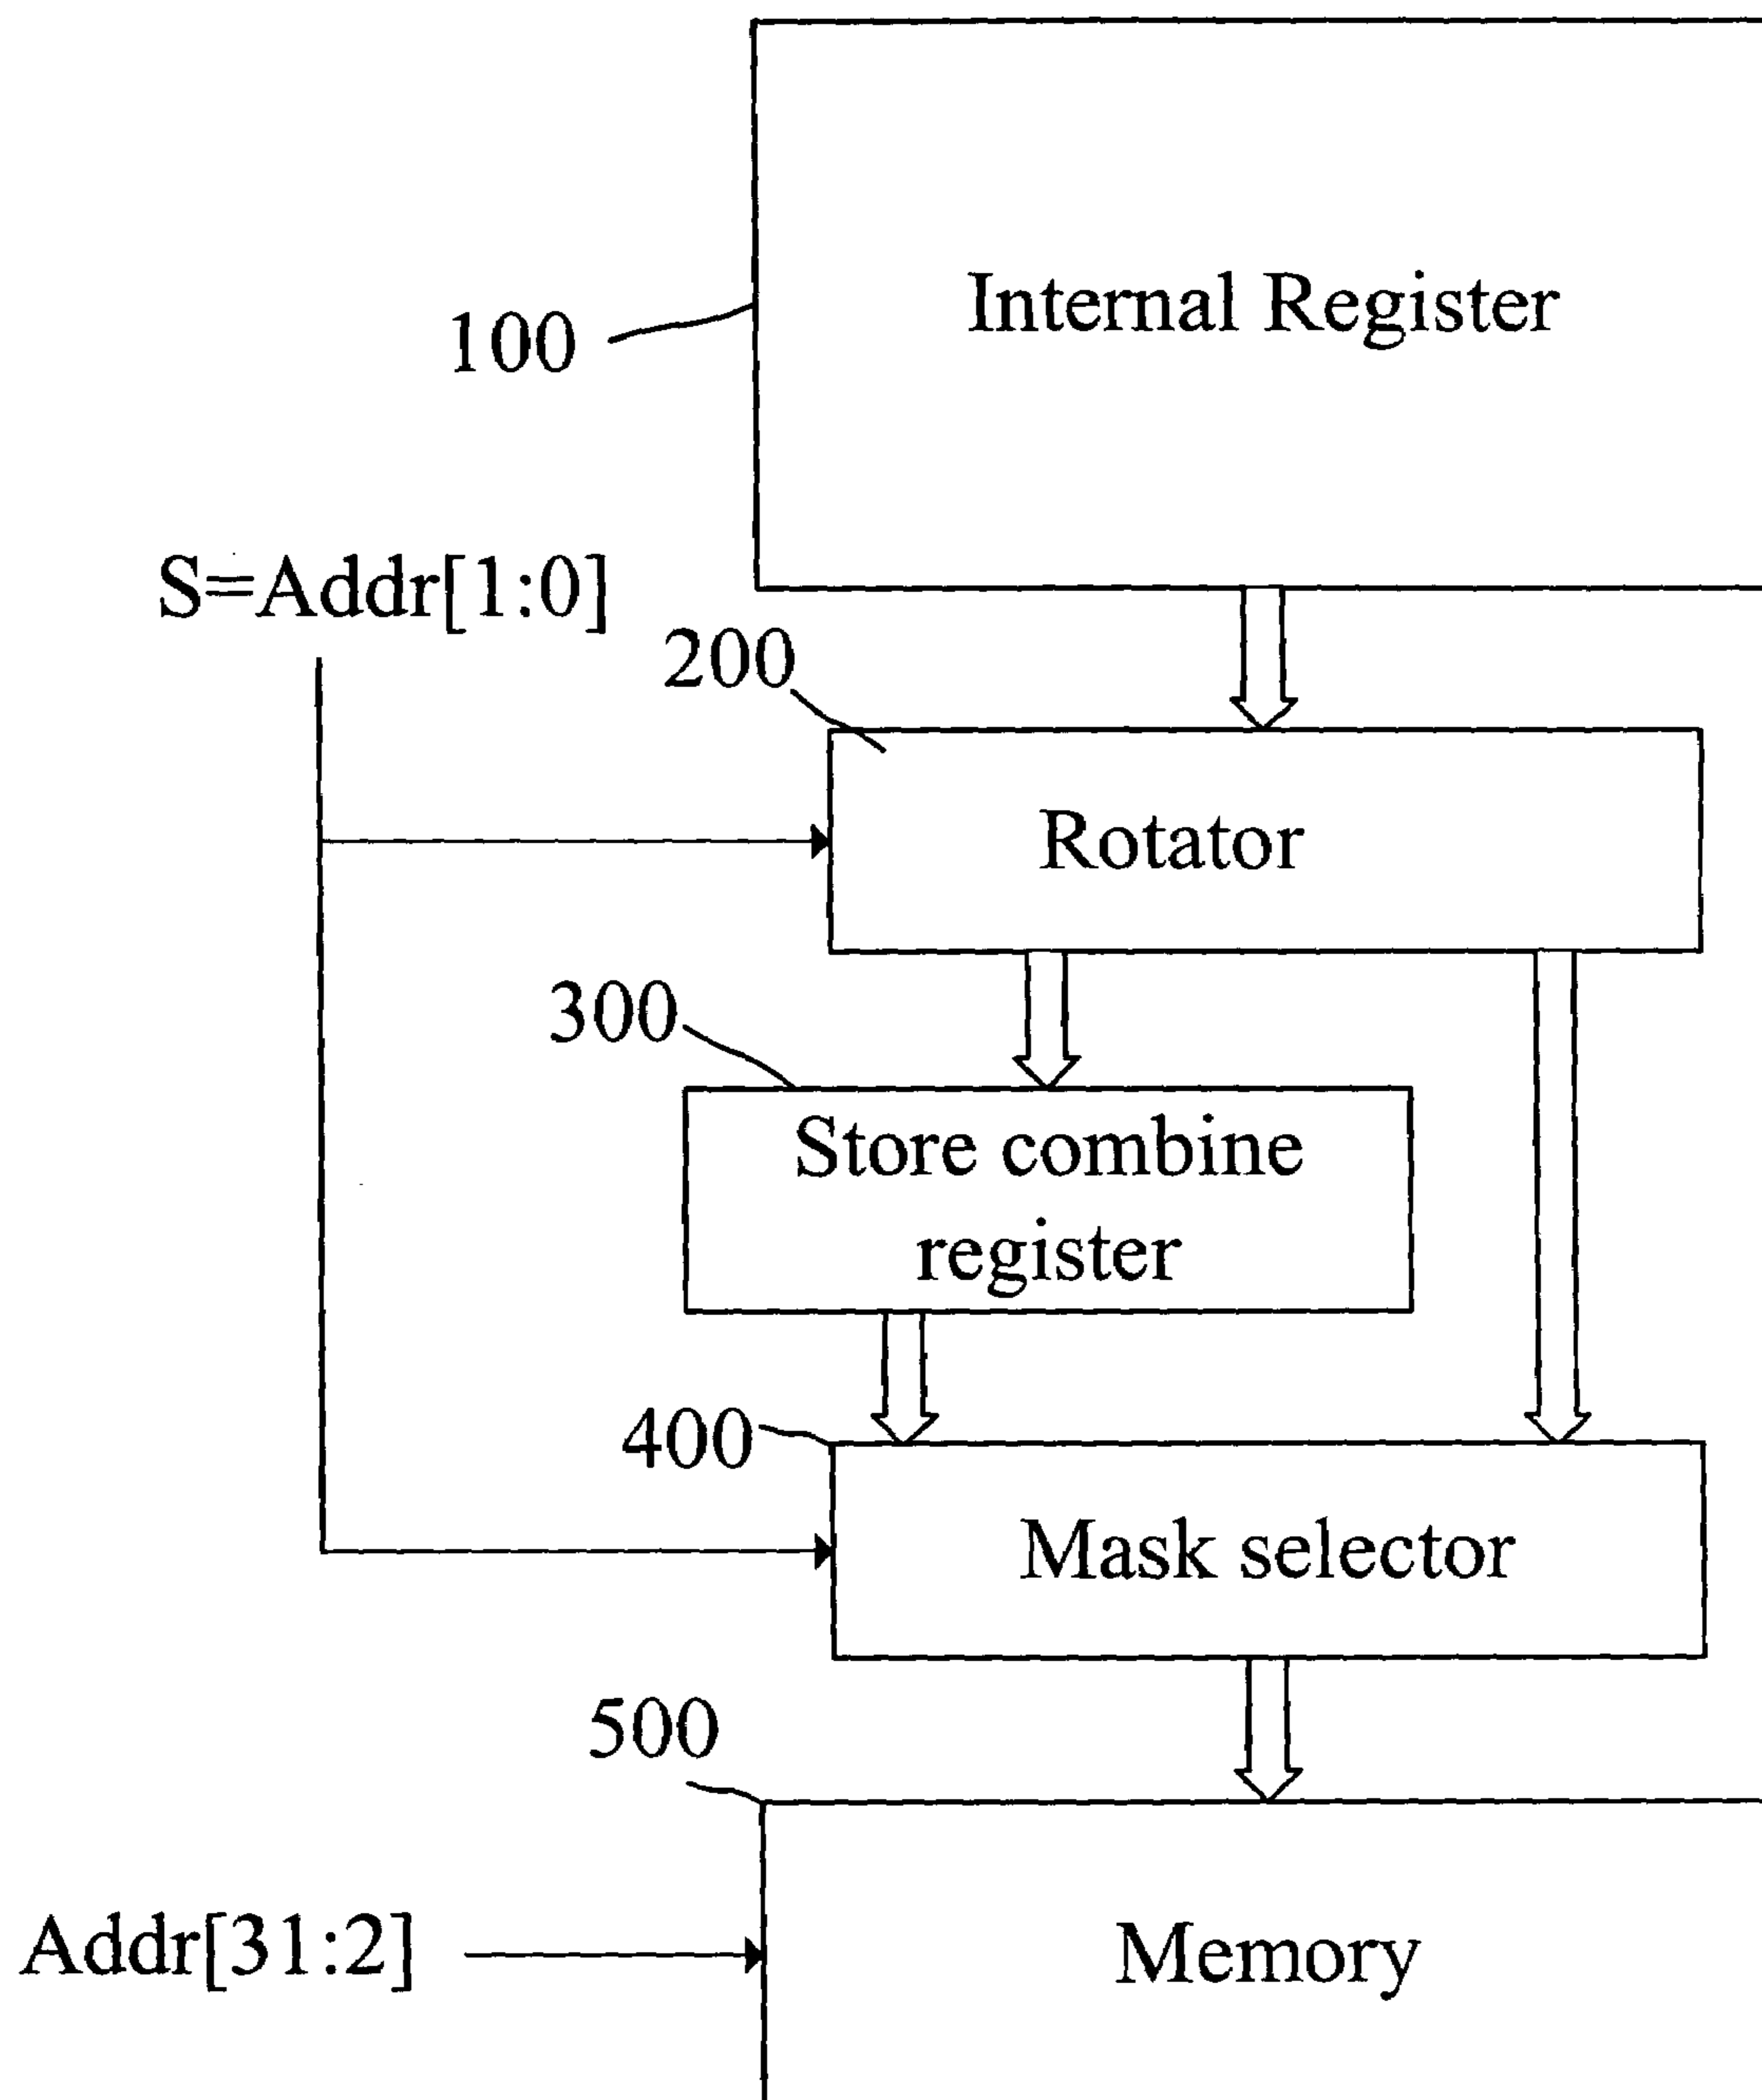 Internal Register
100
S=Addr[1:0]
200
Rotator
300
Store combine
register
400
Mask selector
500
Addr[31:2]
Memory